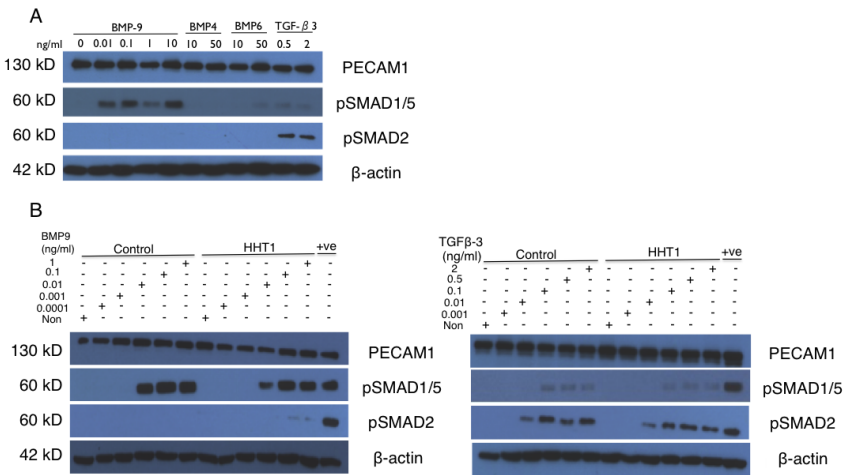 A
BMP-9 BMP4 BMP6 TGF-β3
ng/ml 0 0.01 0.1 1 10 10 50 10 50 0.5 2
130 kD PECAM1
60 kD pSMAD1/5
60 kD pSMAD2
42 kD β-actin
B
BMP9
(ng/ml) Control HHT1 +ve
1 - - - - - + - - - - - + -
0.1 - - - - + - - - - - + - -
0.01 - - - + - - - - - + - - -
0.001 - - + - - - - - + - - - -
0.0001 - + - - - - - + - - - - -
Non + - - - - - + - - - - - -
130 kD PECAM1
60 kD pSMAD1/5
60 kD pSMAD2
42 kD β-actin
TGFβ-3
(ng/ml) Control HHT1 +ve
2 - - - - - + - - - - - + -
0.5 - - - - + - - - - - + - -
0.1 - - - + - - - - - + - - -
0.01 - - + - - - - - + - - - -
0.001 - + - - - - - + - - - - -
Non + - - - - - + - - - - - -
PECAM1
pSMAD1/5
pSMAD2
β-actin